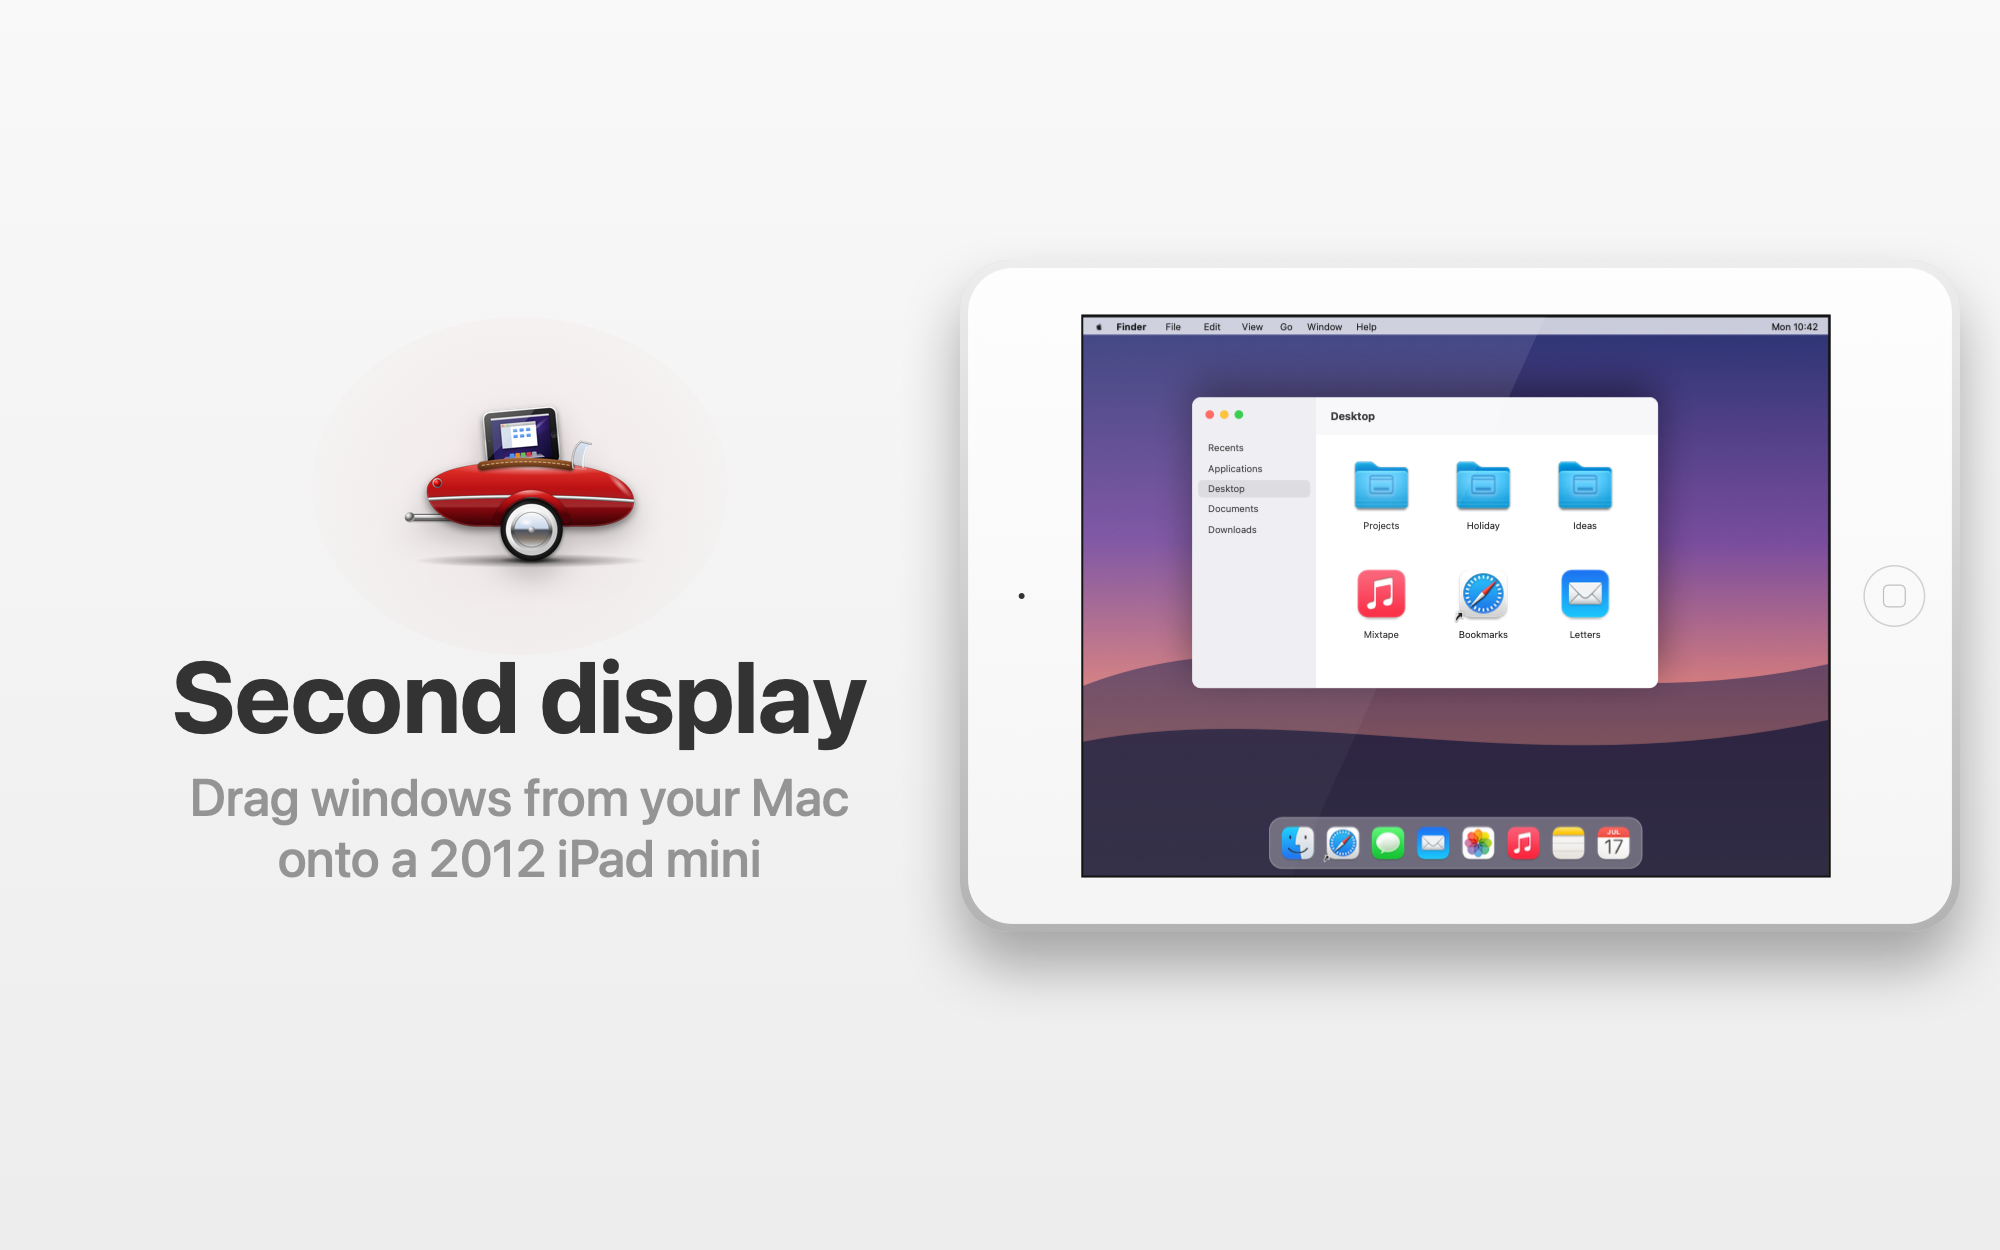 Second display
Drag windows from your Mac
onto a 2012 iPad mini
Finder File Edit View Go Window Help Mon 10:42
Desktop
Recents
Applications
Desktop
Documents
Downloads
Projects Holiday Ideas
Mixtape Bookmarks Letters
JUL
17